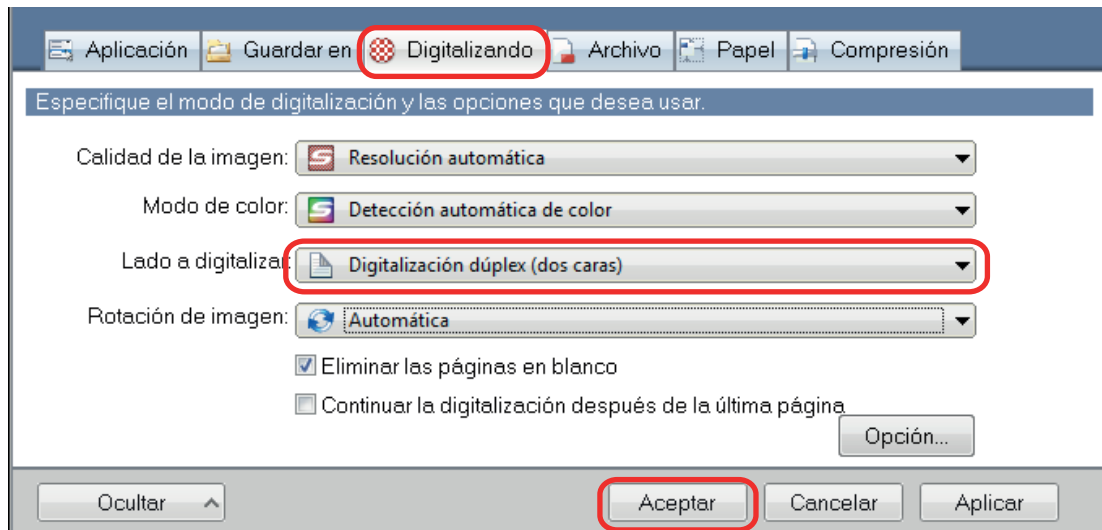 Aplicación Guardar en Digitalizando Archivo Papel Compresión
Especifique el modo de digitalización y las opciones que desea usar.
Calidad de la imagen: Resolución automática
Modo de color: Detección automática de color
Lado a digitalizar: Digitalización dúplex (dos caras)
Rotación de imagen: Automática
Eliminar las páginas en blanco
Continuar la digitalización después de la última página
Opción...
Ocultar Aceptar Cancelar Aplicar